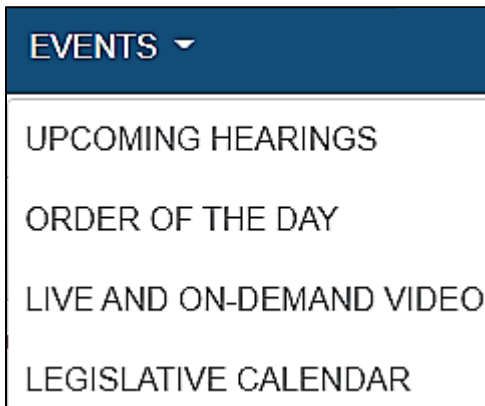 EVENTS
UPCOMING HEARINGS
ORDER OF THE DAY
LIVE AND ON-DEMAND VIDEO
LEGISLATIVE CALENDAR